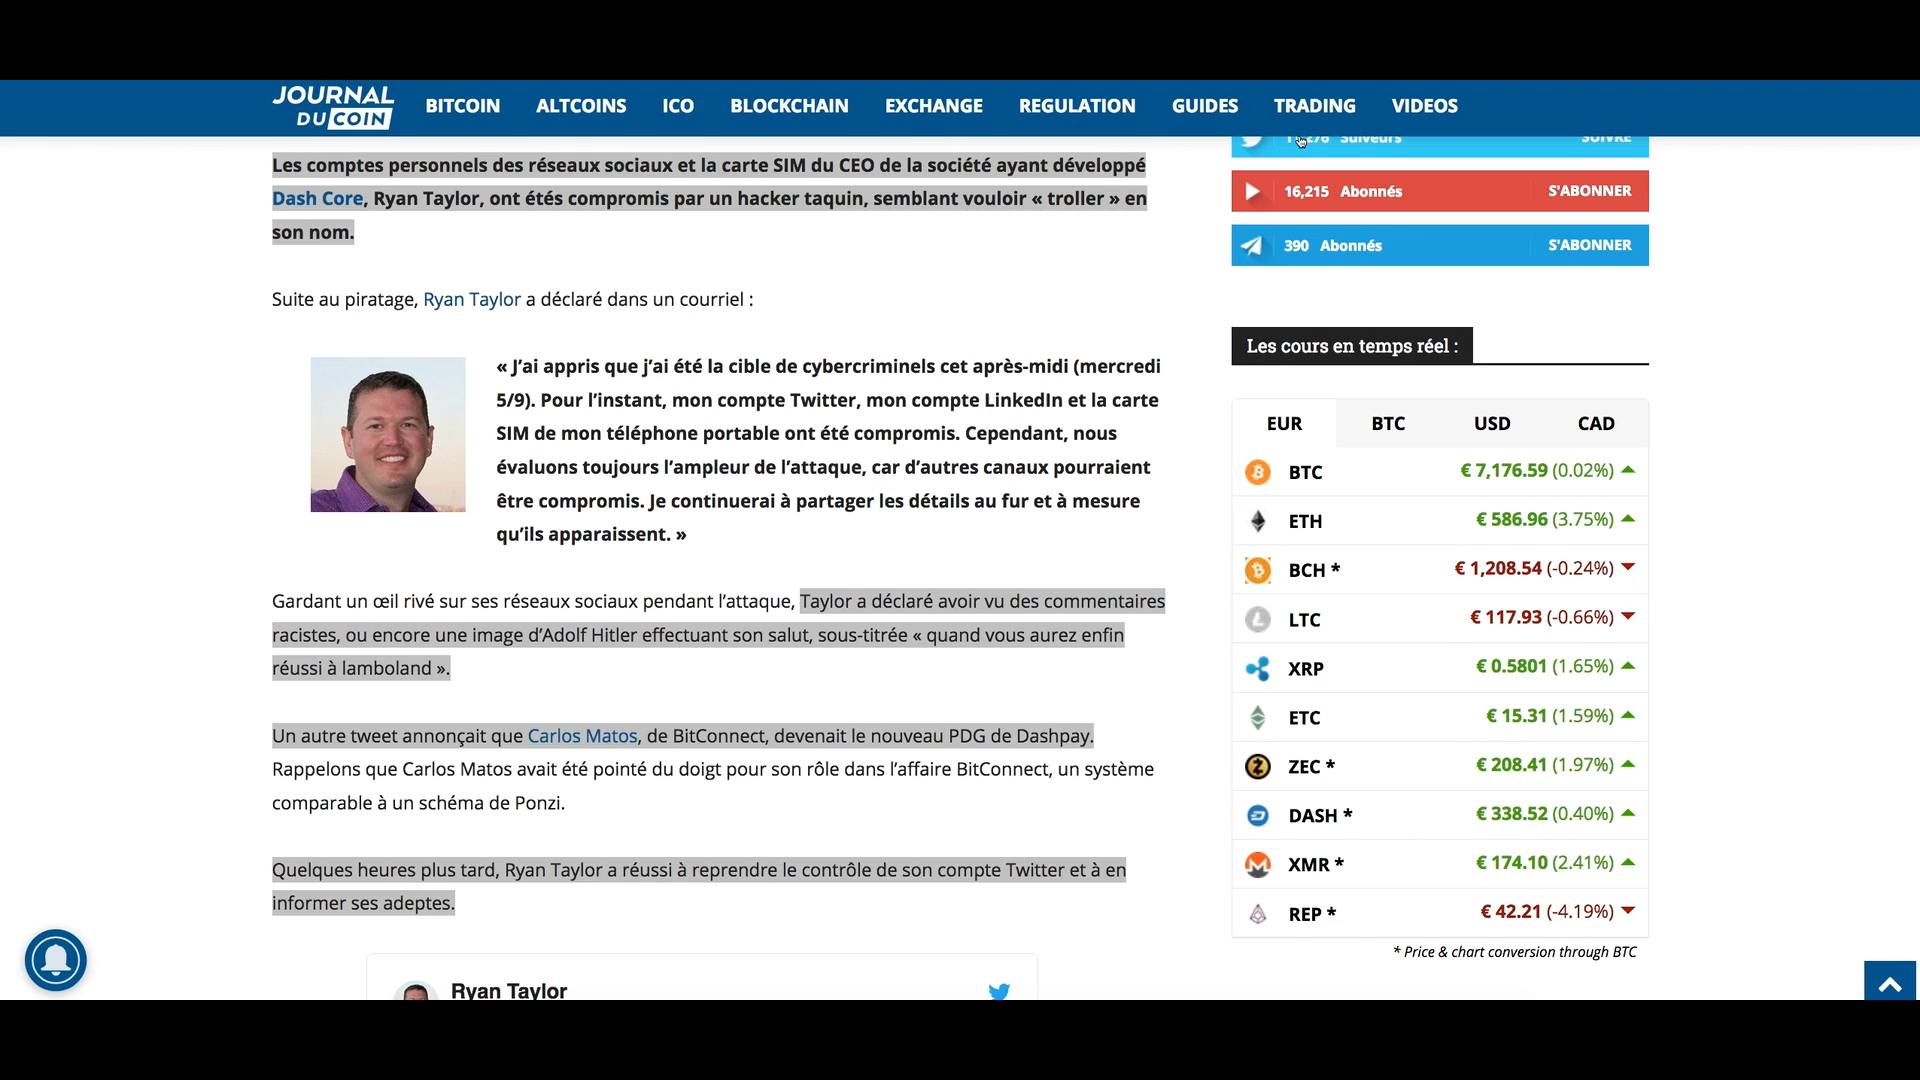 JOURNAL
DU COIN
BITCOIN
ALTCOINS
ICO
BLOCKCHAIN
EXCHANGE
REGULATION
GUIDES
TRADING
VIDEOS
Les comptes personnels des réseaux sociaux et la carte SIM du CEO de la société ayant développé
Dash Core, Ryan Taylor, ont étés compromis par un hacker taquin, semblant vouloir « troller » en
son nom.
Suite au piratage, Ryan Taylor a déclaré dans un courriel :
« J’ai appris que j’ai été la cible de cybercriminels cet après-midi (mercredi
5/9). Pour l’instant, mon compte Twitter, mon compte LinkedIn et la carte
SIM de mon téléphone portable ont été compromis. Cependant, nous
évaluons toujours l’ampleur de l’attaque, car d’autres canaux pourraient
être compromis. Je continuerai à partager les détails au fur et à mesure
qu’ils apparaissent. »
Gardant un œil rivé sur ses réseaux sociaux pendant l’attaque, Taylor a déclaré avoir vu des commentaires
racistes, ou encore une image d’Adolf Hitler effectuant son salut, sous-titrée « quand vous aurez enfin
réussi à lamboland ».
Un autre tweet annonçait que Carlos Matos, de BitConnect, devenait le nouveau PDG de Dashpay.
Rappelons que Carlos Matos avait été pointé du doigt pour son rôle dans l’affaire BitConnect, un système
comparable à un schéma de Ponzi.
Quelques heures plus tard, Ryan Taylor a réussi à reprendre le contrôle de son compte Twitter et à en
informer ses adeptes.
Ryan Taylor
Suiveurs SUIVRE
16,215 Abonnés S'ABONNER
390 Abonnés S'ABONNER
Les cours en temps réel :
EUR BTC USD CAD
BTC € 7,176.59 (0.02%)
ETH € 586.96 (3.75%)
BCH * € 1,208.54 (-0.24%)
LTC € 117.93 (-0.66%)
XRP € 0.5801 (1.65%)
ETC € 15.31 (1.59%)
ZEC * € 208.41 (1.97%)
DASH * € 338.52 (0.40%)
XMR * € 174.10 (2.41%)
REP * € 42.21 (-4.19%)
* Price & chart conversion through BTC